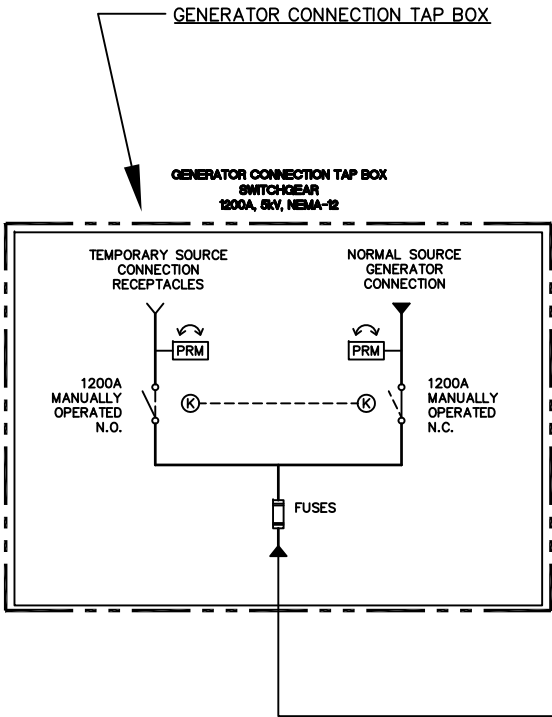 GENERATOR CONNECTION TAP BOX
GENERATOR CONNECTION TAP BOX
SWITCHGEAR
1200A, 5kV, NEMA-12
TEMPORARY SOURCE
CONNECTION
RECEPTACLES
NORMAL SOURCE
GENERATOR
CONNECTION
PRM
PRM
1200A
MANUALLY
OPERATED
N.O.
K
K
1200A
MANUALLY
OPERATED
N.C.
FUSES